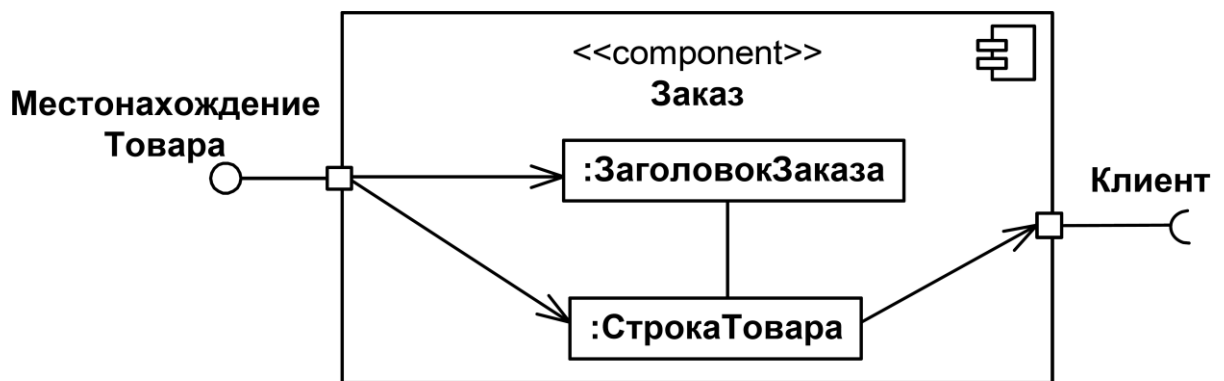 <<component>>
Заказ
Местонахождение
Товара
:ЗаголовокЗаказа
Клиент
:СтрокаТовара